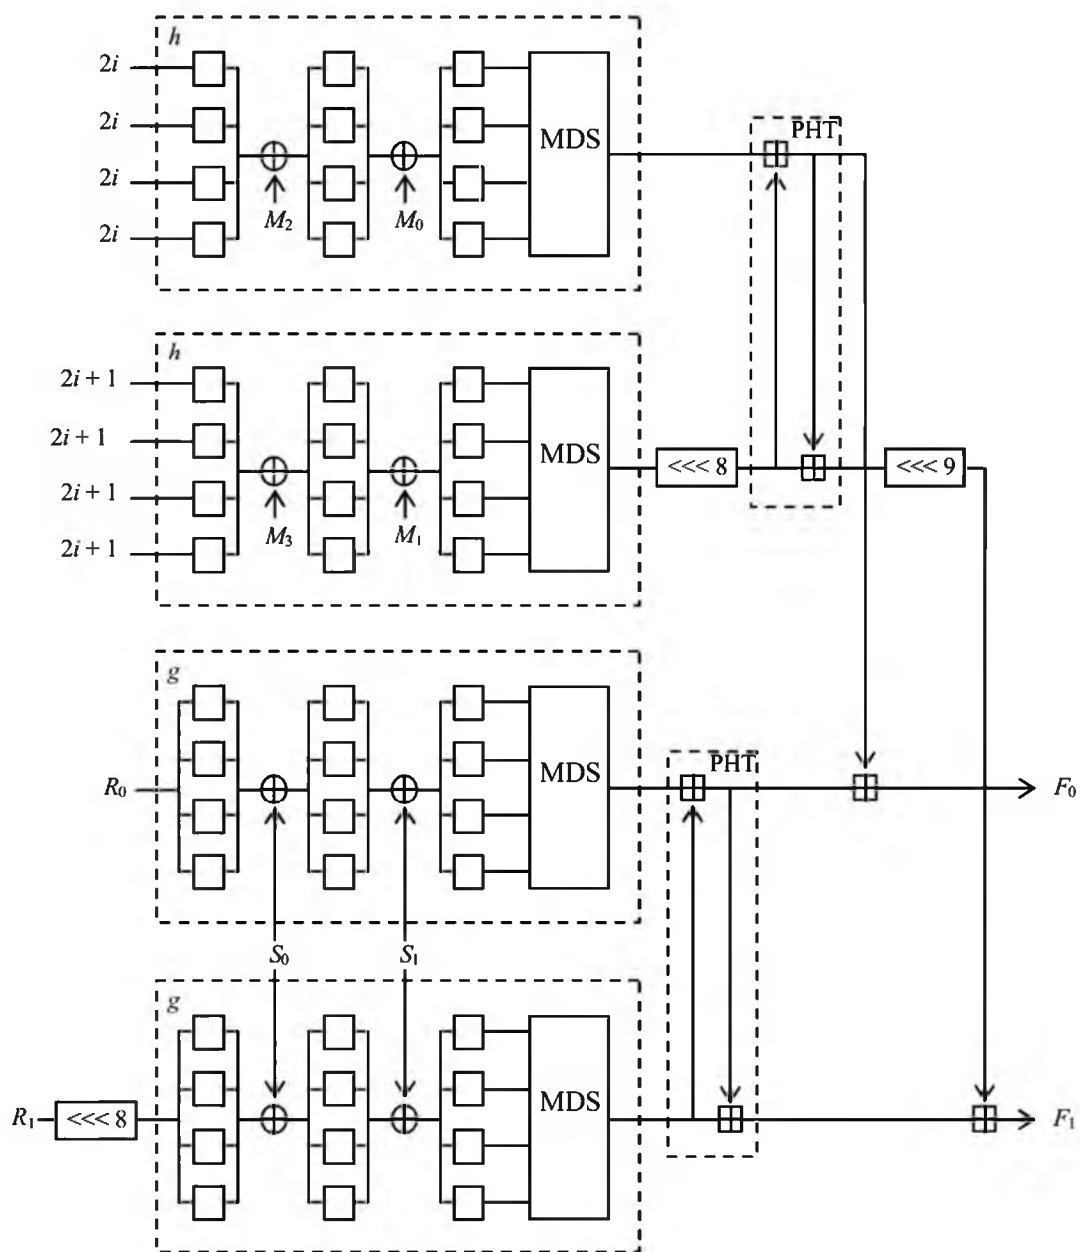 h
2i
2i
2i
2i
M₂
M₀
MDS
PHT
h
2i + 1
2i + 1
2i + 1
2i + 1
M₃
M₁
MDS
<<< 8
<<< 9
g
R₀
MDS
PHT
F₀
S₀
S₁
g
R₁
<<< 8
MDS
F₁